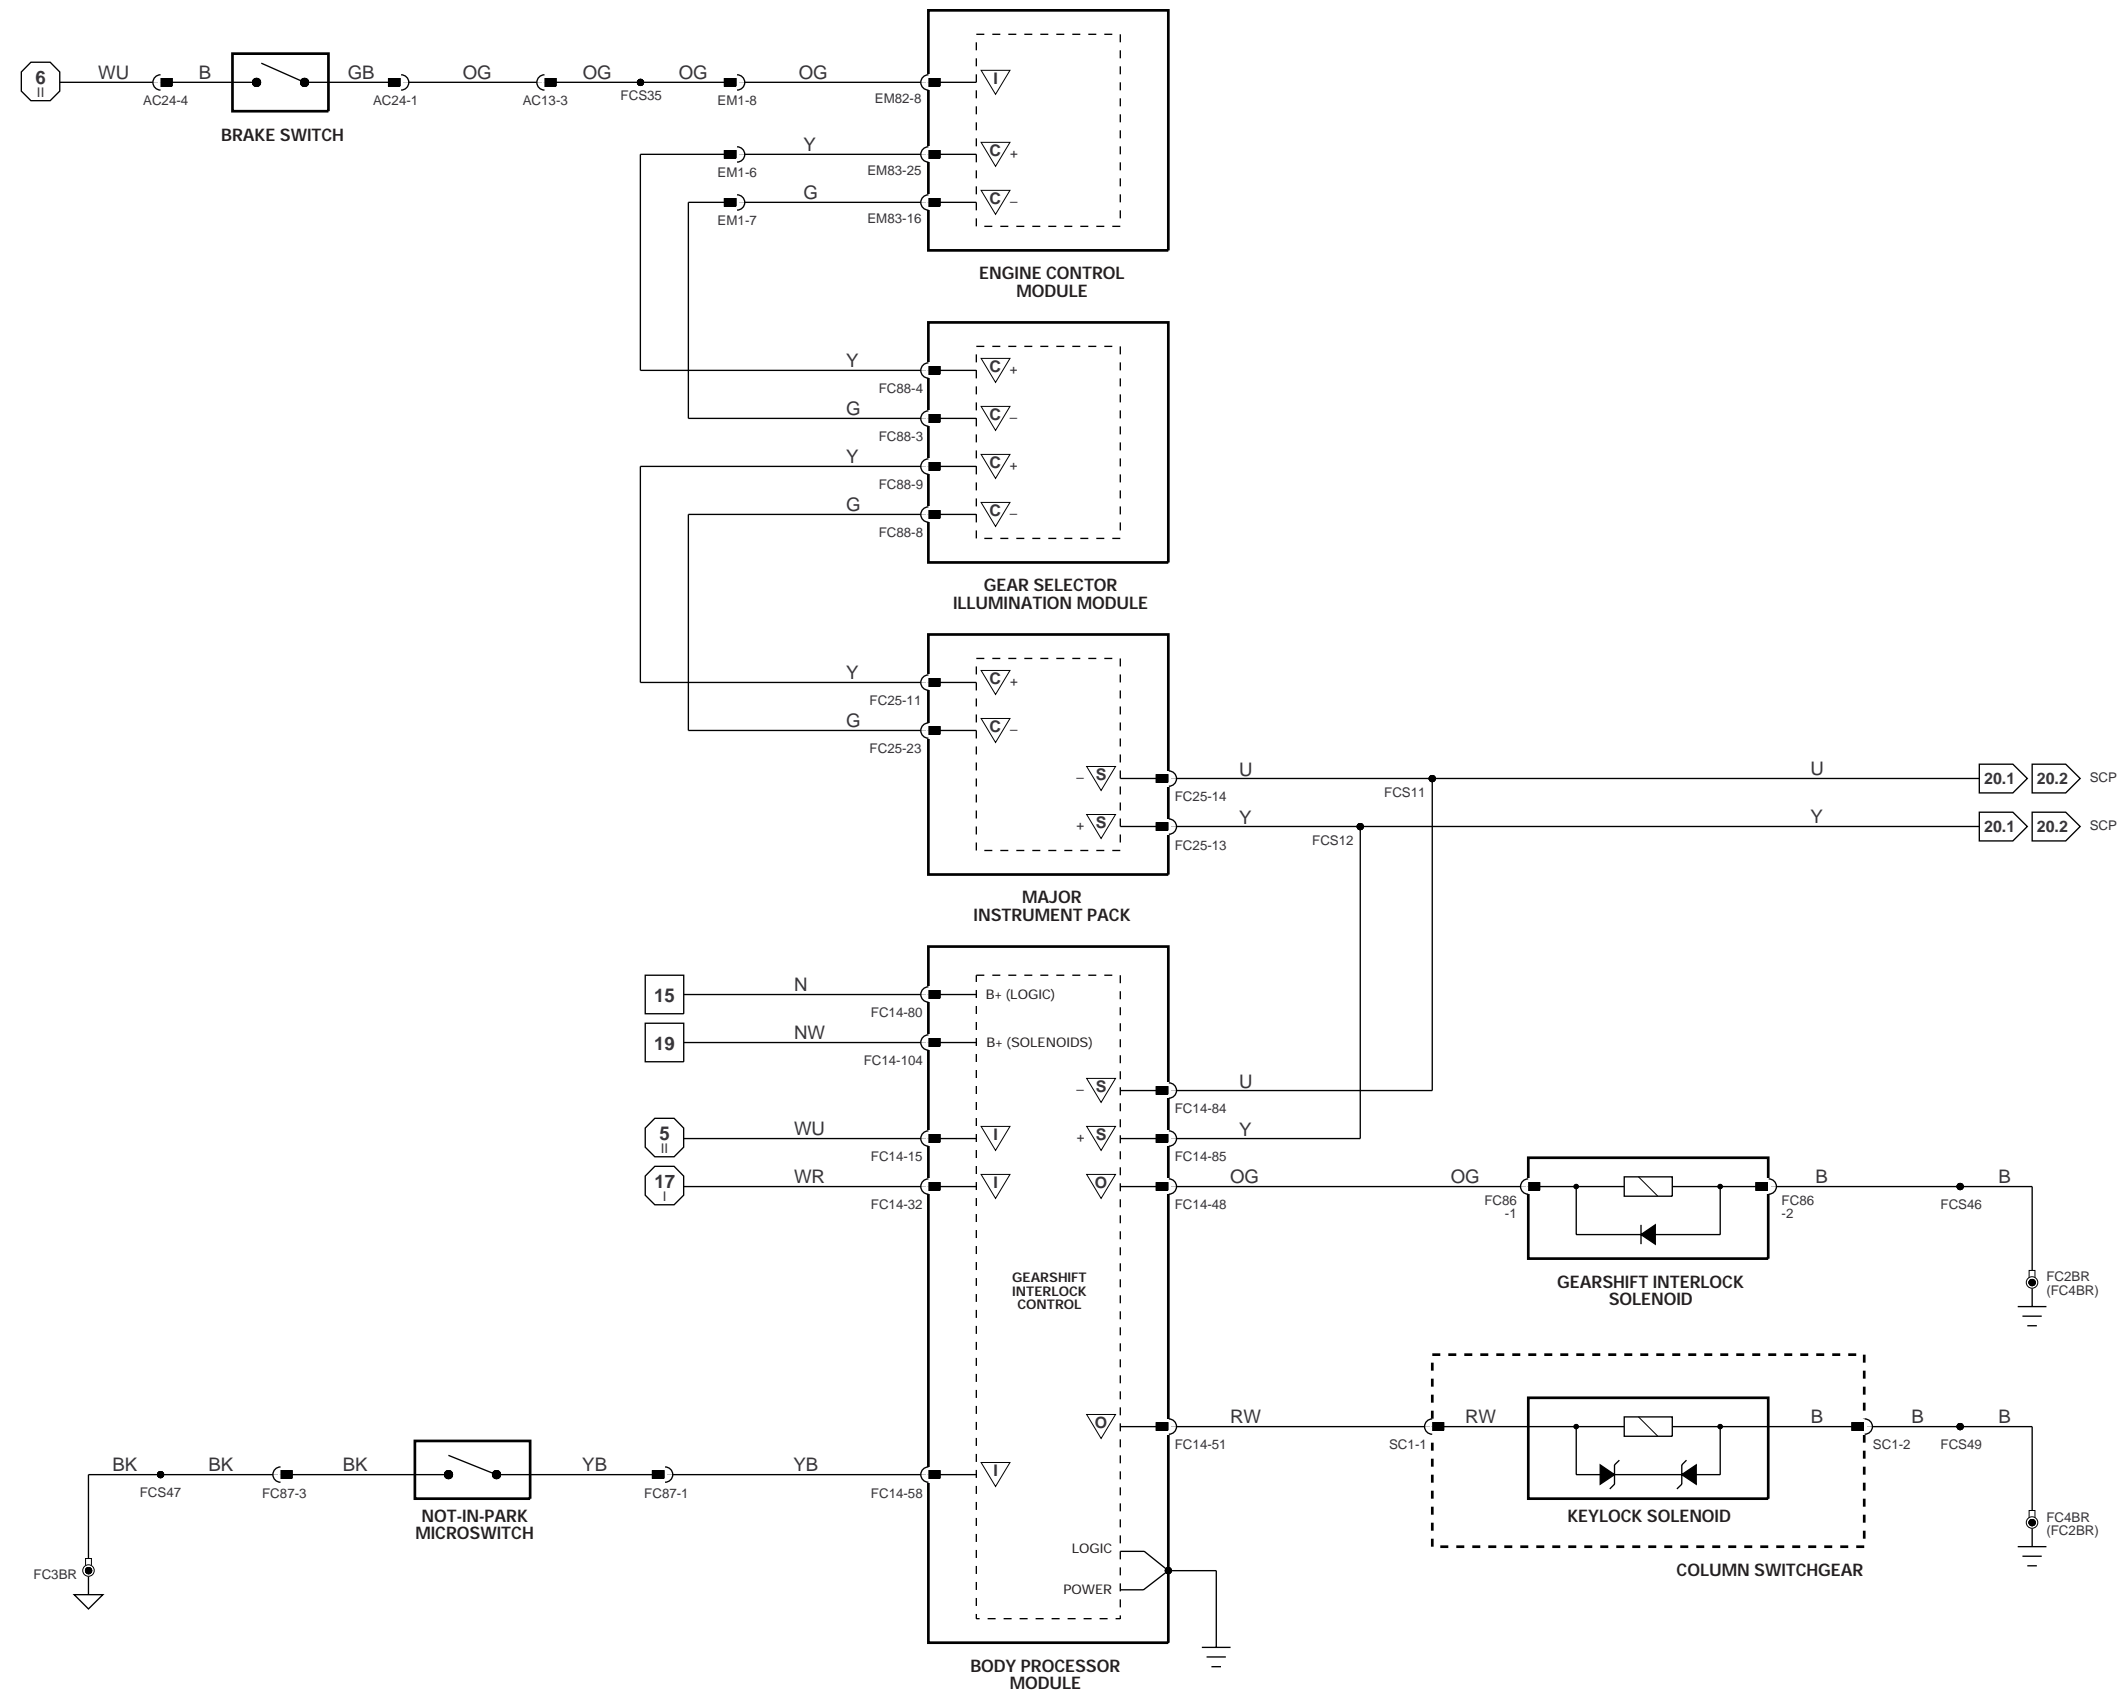 6
II
WU
AC24-4
B
BRAKE SWITCH
GB
AC24-1
OG
AC13-3
OG
FCS35
OG
EM1-8
OG
EM82-8
I
EM1-6
Y
EM83-25
C
+
EM1-7
G
EM83-16
C
–
ENGINE CONTROL
MODULE
Y
FC88-4
C
+
G
FC88-3
C
–
Y
FC88-9
C
+
G
FC88-8
C
–
GEAR SELECTOR
ILLUMINATION MODULE
Y
FC25-11
C
+
G
FC25-23
C
–
– S
FC25-14
U
FCS11
U
20.1
20.2
SCP
+ S
FC25-13
Y
FCS12
Y
20.1
20.2
SCP
MAJOR
INSTRUMENT PACK
15
N
FC14-80
B+ (LOGIC)
19
NW
FC14-104
B+ (SOLENOIDS)
– S
FC14-84
U
5
II
WU
FC14-15
I
+ S
FC14-85
Y
17
I
WR
FC14-32
I
O
FC14-48
OG
OG
FC86
-1
FC86
-2
B
FCS46
B
FC2BR
(FC4BR)
GEARSHIFT INTERLOCK
SOLENOID
GEARSHIFT
INTERLOCK
CONTROL
O
FC14-51
RW
SC1-1
RW
B
SC1-2
B
FCS49
B
KEYLOCK SOLENOID
FC4BR
(FC2BR)
COLUMN SWITCHGEAR
BK
FCS47
BK
FC87-3
BK
NOT-IN-PARK
MICROSWITCH
YB
FC87-1
YB
FC14-58
I
FC3BR
LOGIC
POWER
BODY PROCESSOR
MODULE